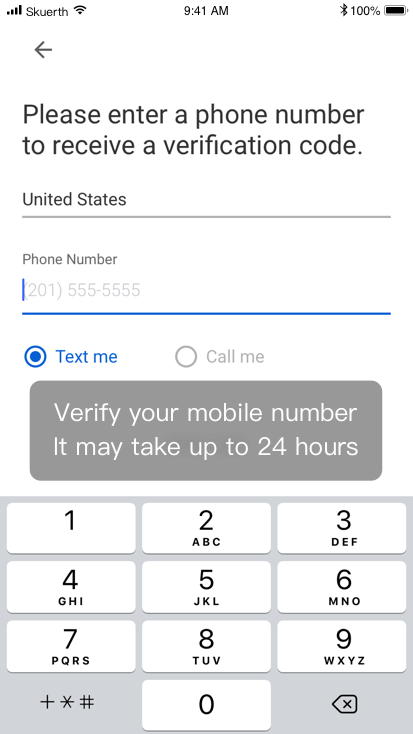 Skuerth 9:41 AM 100%
Please enter a phone number
to receive a verification code.
United States
Phone Number
(201) 555-5555
Text me Call me
Verify your mobile number
It may take up to 24 hours
1 2 3
ABC DEF
4 5 6
GHI JKL MNO
7 8 9
PQRS TUV WXYZ
+*# 0